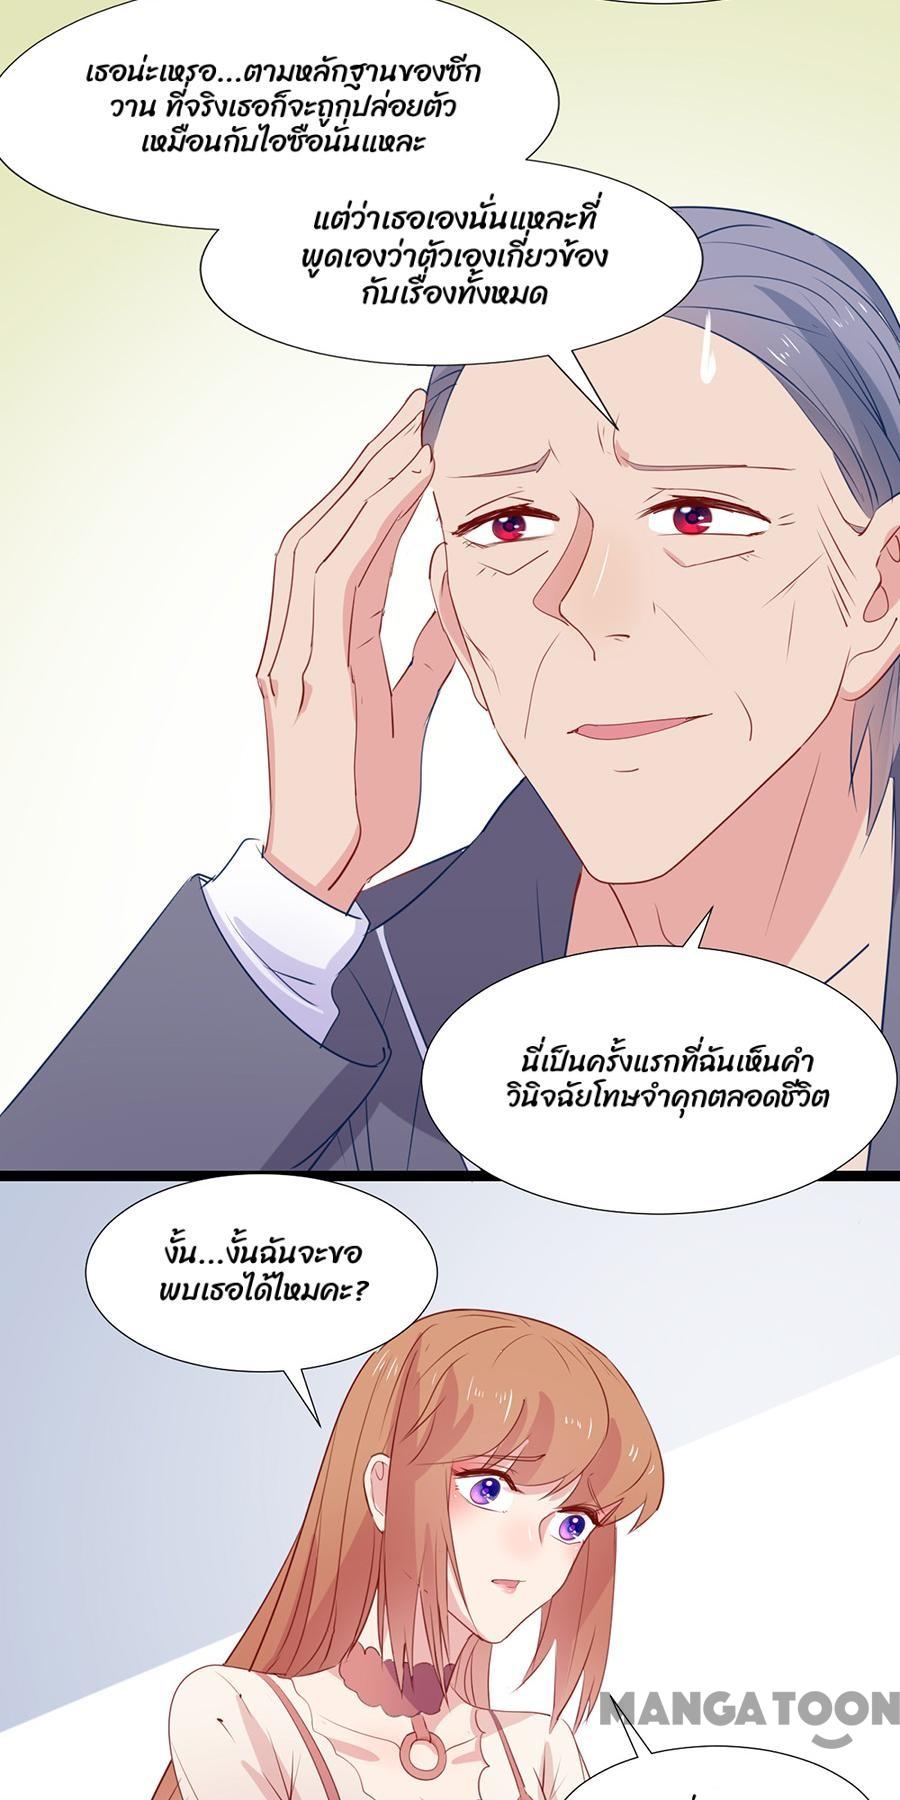 เธอน่ะเหรอ...ตามหลักฐานของซีก
วาน ที่จริงเธอก็จะถูกปล่อยตัว
เหมือนกับไอซือนั่นแหละ
แต่ว่าเธอเองนั่นแหละที่
พูดเองว่าตัวเองเกี่ยวข้อง
กับเรื่องทั้งหมด
นี่เป็นครั้งแรกที่ฉันเห็นคำ
วินิจฉัยโทษจำคุกตลอดชีวิต
งั้น...งั้นฉันจะขอ
พบเธอได้ไหมคะ?
MANGATOON